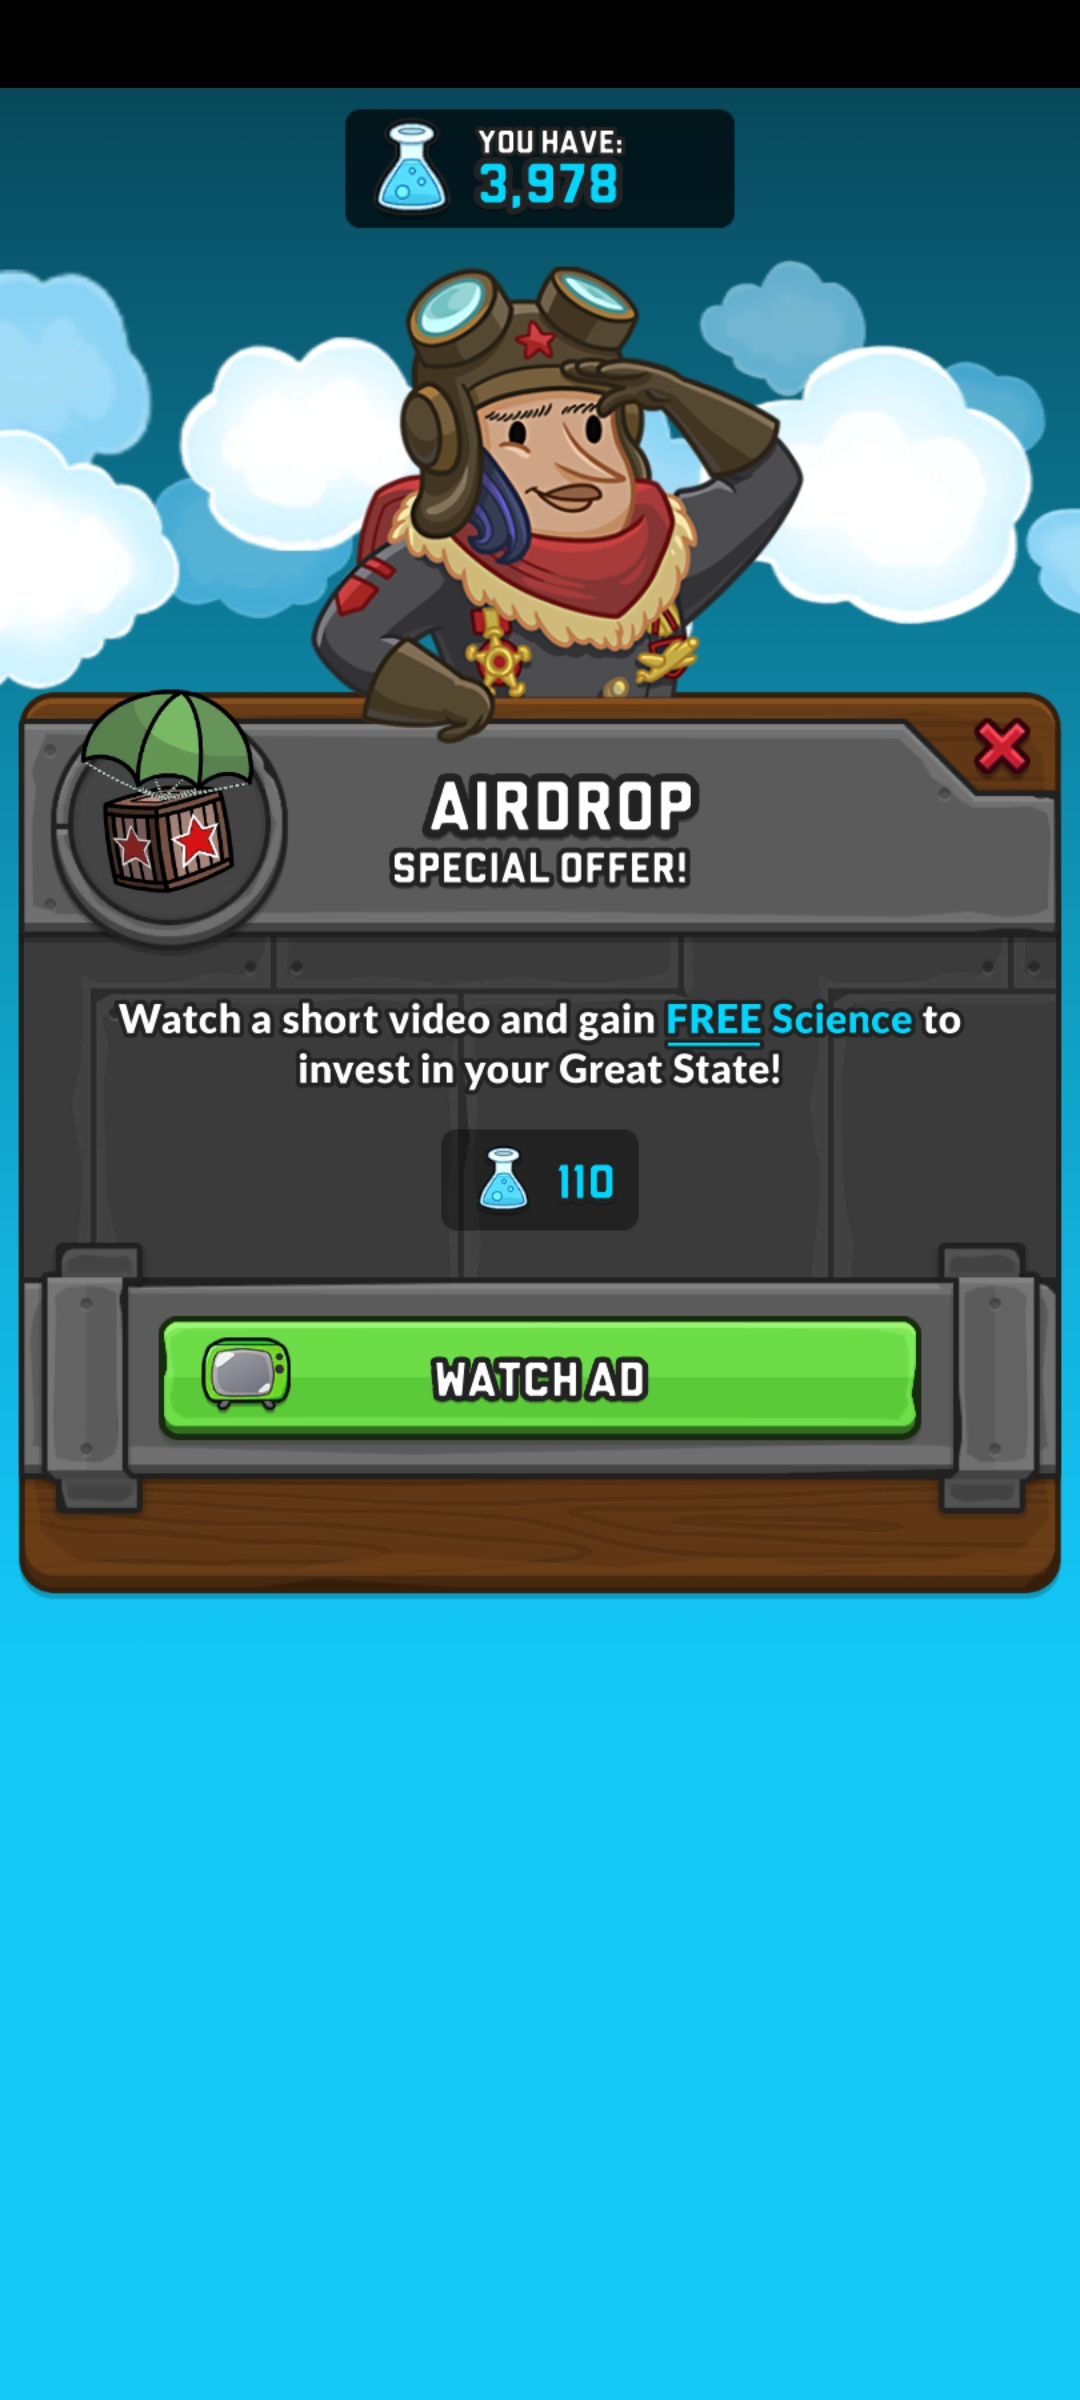 YOU HAVE:
3,978
AIRDROP
SPECIAL OFFER!
Watch a short video and gain FREE Science to
invest in your Great State!
110
WATCH AD